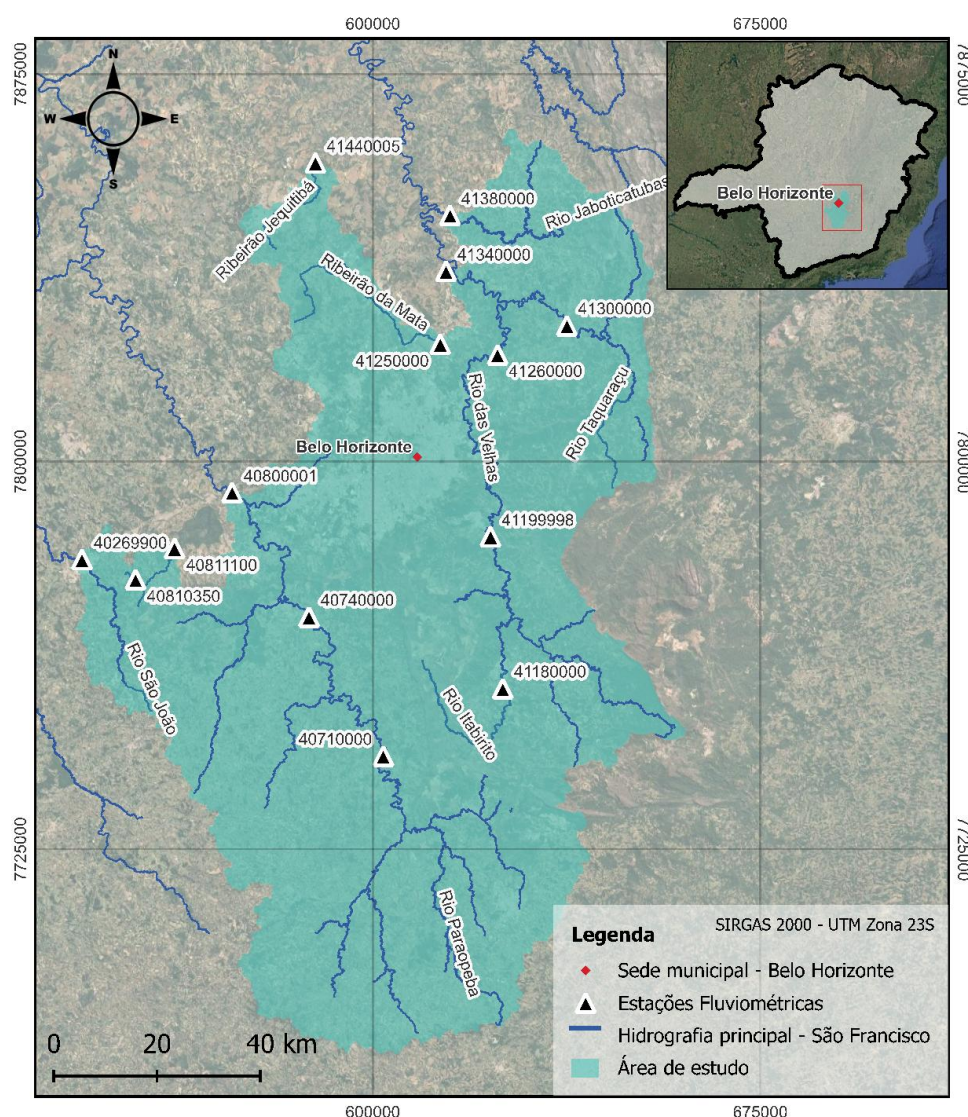 600000
675000
7875000
7875000
N
W
E
S
41440005
Ribeirão Jequitibá
41380000
Rio Jaboticatubas
Belo Horizonte
41340000
Ribeirão da Mata
41300000
41250000
41260000
Rio das Velhas
Rio Taquaraçu
Belo Horizonte
7800000
7800000
40800001
41199998
40269900
40811100
40810350
40740000
Rio São João
41180000
Rio Itabirito
40710000
7725000
7725000
Rio Paraopeba
Legenda
SIRGAS 2000 - UTM Zona 23S
Sede municipal - Belo Horizonte
Estações Fluviométricas
Hidrografia principal - São Francisco
Área de estudo
0
20
40 km
600000
675000